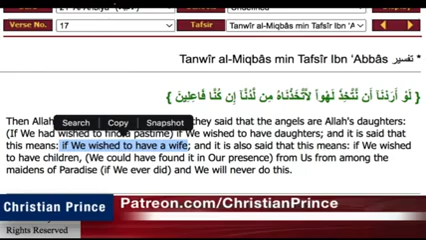 Verse No.
17
Tafsir
Tanwîr al-Miqbâs min Tafsîr Ibn 'Abbâs
* تفسير Tanwîr al-Miqbâs min Tafsîr Ibn 'Abbâs
{ لَوْ أَرَدْنَآ أَن نَّتَّخِذَ لَهْواً لاَّتَّخَذْنَاهُ مِن لَّدُنَّآ إِن كُنَّا فَاعِلِينَ }
Then Allah they said that the angels are Allah's daughters:
Search Copy Snapshot
(If We had wished to find a pastime) if We wished to have daughters; and it is said that
this means: if We wished to have a wife; and it is also said that this means: if We wished
to have children, (We could have found it in Our presence) from Us from among the
maidens of Paradise (if We ever did) and We will never do this.
Christian Prince
Patreon.com/ChristianPrince
Rights Reserved